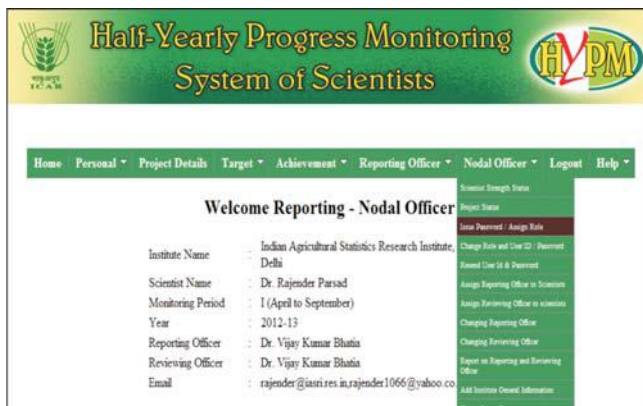 Half-Yearly Progress Monitoring
System of Scientists
ICAR
HYPM
Home Personal Project Details Target Achievement Reporting Officer Nodal Officer Logout Help
Welcome Reporting - Nodal Officer
Institute Name : Indian Agricultural Statistics Research Institute,
Delhi
Scientist Name : Dr. Rajender Parsad
Monitoring Period : I (April to September)
Year : 2012-13
Reporting Officer : Dr. Vijay Kumar Bhatia
Reviewing Officer : Dr. Vijay Kumar Bhatia
Email : rajender@iasri.res.in,rajender1066@yahoo.co
Scientist Strength Status
Project Status
Issue Password / Assign Role
Change Role and User ID / Password
Resend User Id & Password
Assign Reporting Officer to Scientists
Assign Reviewing Officer to scientists
Changing Reporting Officer
Changing Reviewing Officer
Report on Reporting and Reviewing
Officer
Add Institute General Information